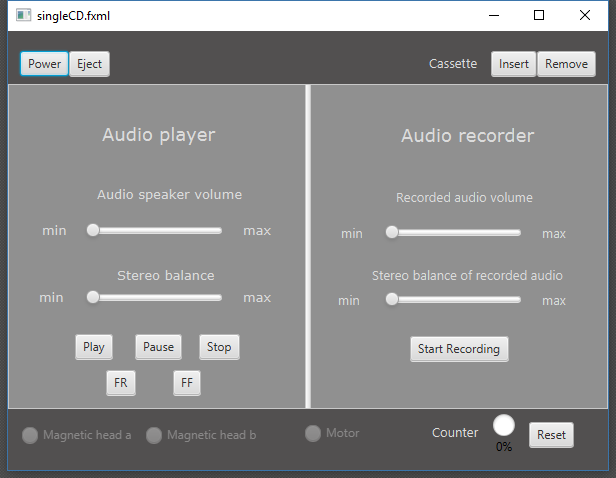 singleCD.fxml
Power Eject Cassette Insert Remove
Audio player
Audio speaker volume
min max
Stereo balance
min max
Play Pause Stop
FR FF
Audio recorder
Recorded audio volume
min max
Stereo balance of recorded audio
min max
Start Recording
Magnetic head a Magnetic head b Motor Counter Reset
0%